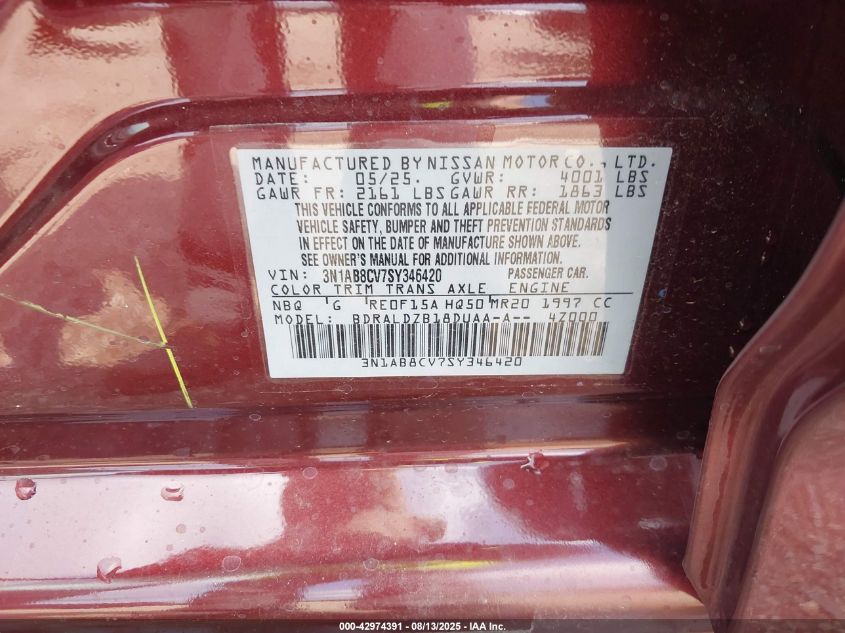 MANUFACTURED BY NISSAN MOTOR CO., LTD.
DATE: 05/25. GVWR: 4001 LBS
GAWR FR: 2161 LBS GAWR RR: 1863 LBS
THIS VEHICLE CONFORMS TO ALL APPLICABLE FEDERAL MOTOR
VEHICLE SAFETY, BUMPER AND THEFT PREVENTION STANDARDS
IN EFFECT ON THE DATE OF MANUFACTURE SHOWN ABOVE.
SEE OWNER'S MANUAL FOR ADDITIONAL INFORMATION.
VIN: 3N1AB8CV7SY346420 PASSENGER CAR.
COLOR TRIM TRANS AXLE ENGINE
NBQ 'G 'RE0F15A HQ50 MR20 1997 CC
MODEL: BDRALDZB18DUAA-A-- 47000
3N1AB8CV7SY346420
000-42974391 - 08/13/2025 - IAA Inc.